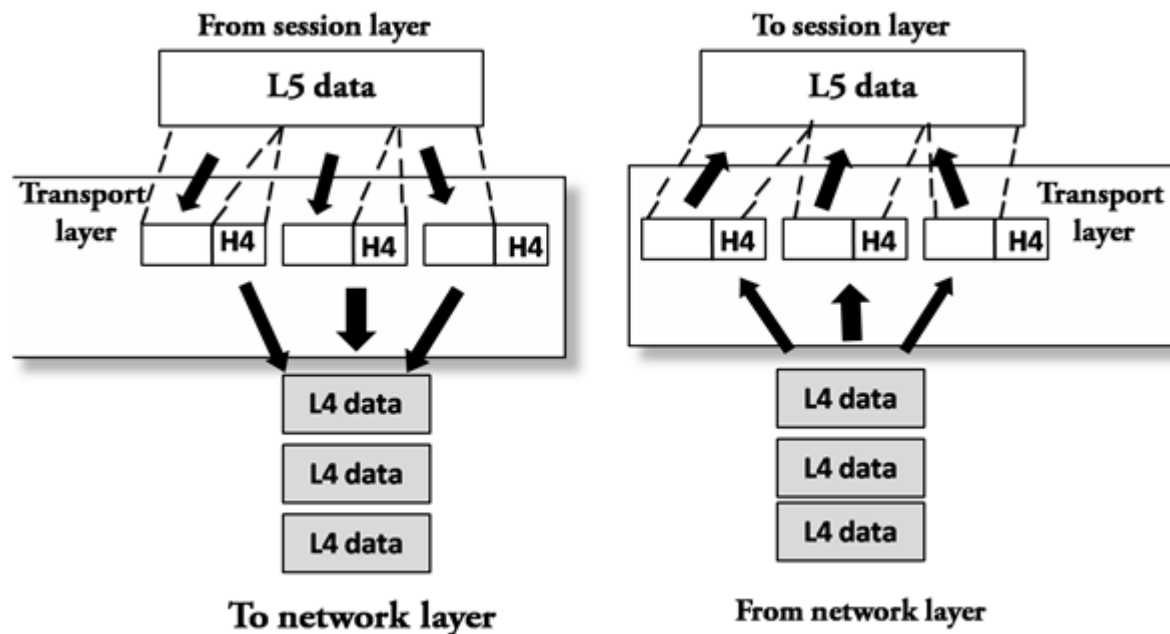 From session layer
L5 data
Transport
layer
H4
H4
H4
L4 data
L4 data
L4 data
To network layer
To session layer
L5 data
Transport
layer
H4
H4
H4
L4 data
L4 data
L4 data
From network layer